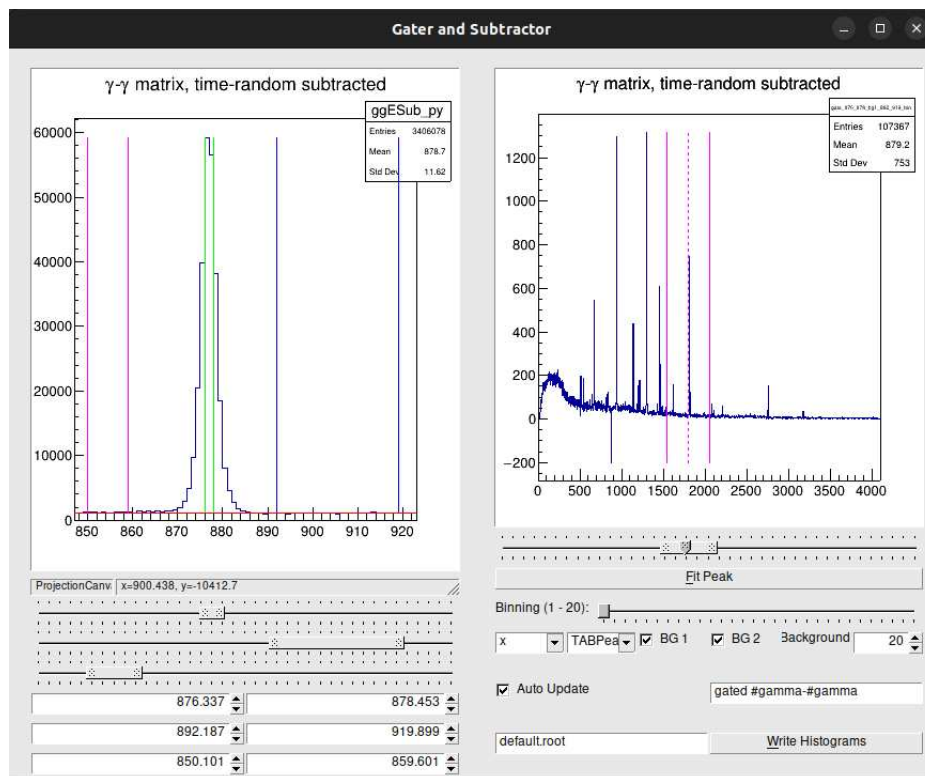 Gater and Subtractor
γ-γ matrix, time-random subtracted
ggESub_py
Entries 3406078
Mean 878.7
Std Dev 11.62
60000
50000
40000
30000
20000
10000
0
850 860 870 880 890 900 910 920
ProjectionCanva x=900.438, y=-10412.7
876.337 878.453
892.187 919.899
850.101 859.601
γ-γ matrix, time-random subtracted
Entries 107367
Mean 879.2
Std Dev 753
1200
1000
800
600
400
200
0
−200
0 500 1000 1500 2000 2500 3000 3500 4000
Fit Peak
Binning (1 - 20):
x TABPea BG 1 BG 2 Background 20
Auto Update gated #gamma-#gamma
default.root Write Histograms